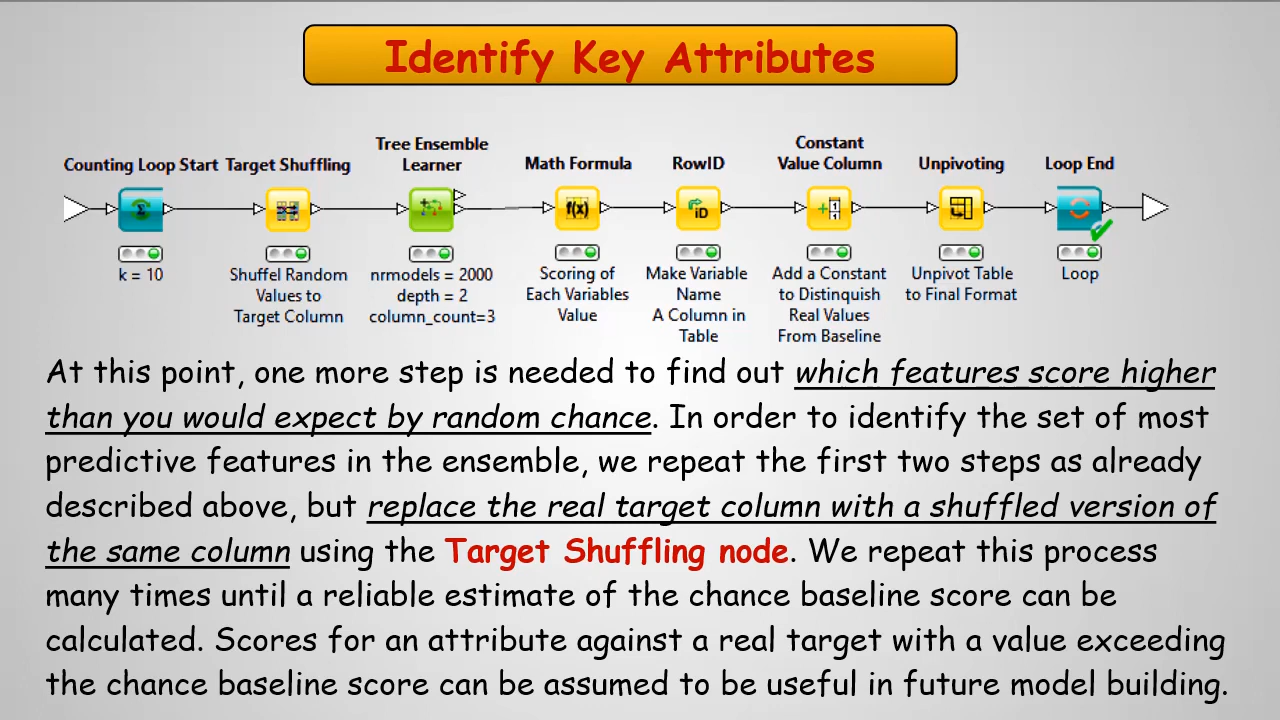 Identify Key Attributes
Counting Loop Start
Target Shuffling
Tree Ensemble
Learner
Math Formula
RowID
Constant
Value Column
Unpivoting
Loop End
f(x)
iD
k = 10
Shuffel Random
Values to
Target Column
nrmodels = 2000
depth = 2
column_count=3
Scoring of
Each Variables
Value
Make Variable
Name
A Column in
Table
Add a Constant
to Distinquish
Real Values
From Baseline
Unpivot Table
to Final Format
Loop
At this point, one more step is needed to find out which features score higher
than you would expect by random chance. In order to identify the set of most
predictive features in the ensemble, we repeat the first two steps as already
described above, but replace the real target column with a shuffled version of
the same column using the Target Shuffling node. We repeat this process
many times until a reliable estimate of the chance baseline score can be
calculated. Scores for an attribute against a real target with a value exceeding
the chance baseline score can be assumed to be useful in future model building.